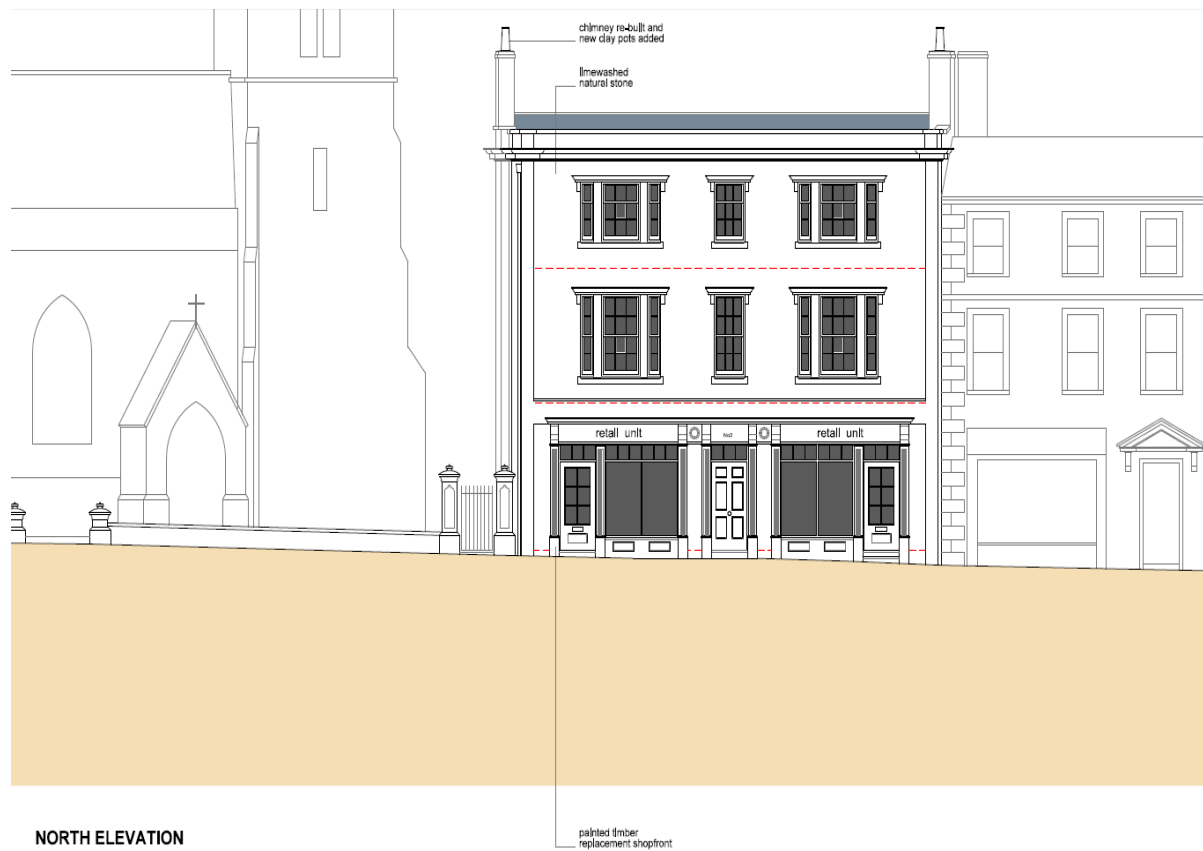 chimney re-built and
new clay pots added
limewashed
natural stone
retail unit
No3
retail unit
NORTH ELEVATION
painted timber
replacement shopfront